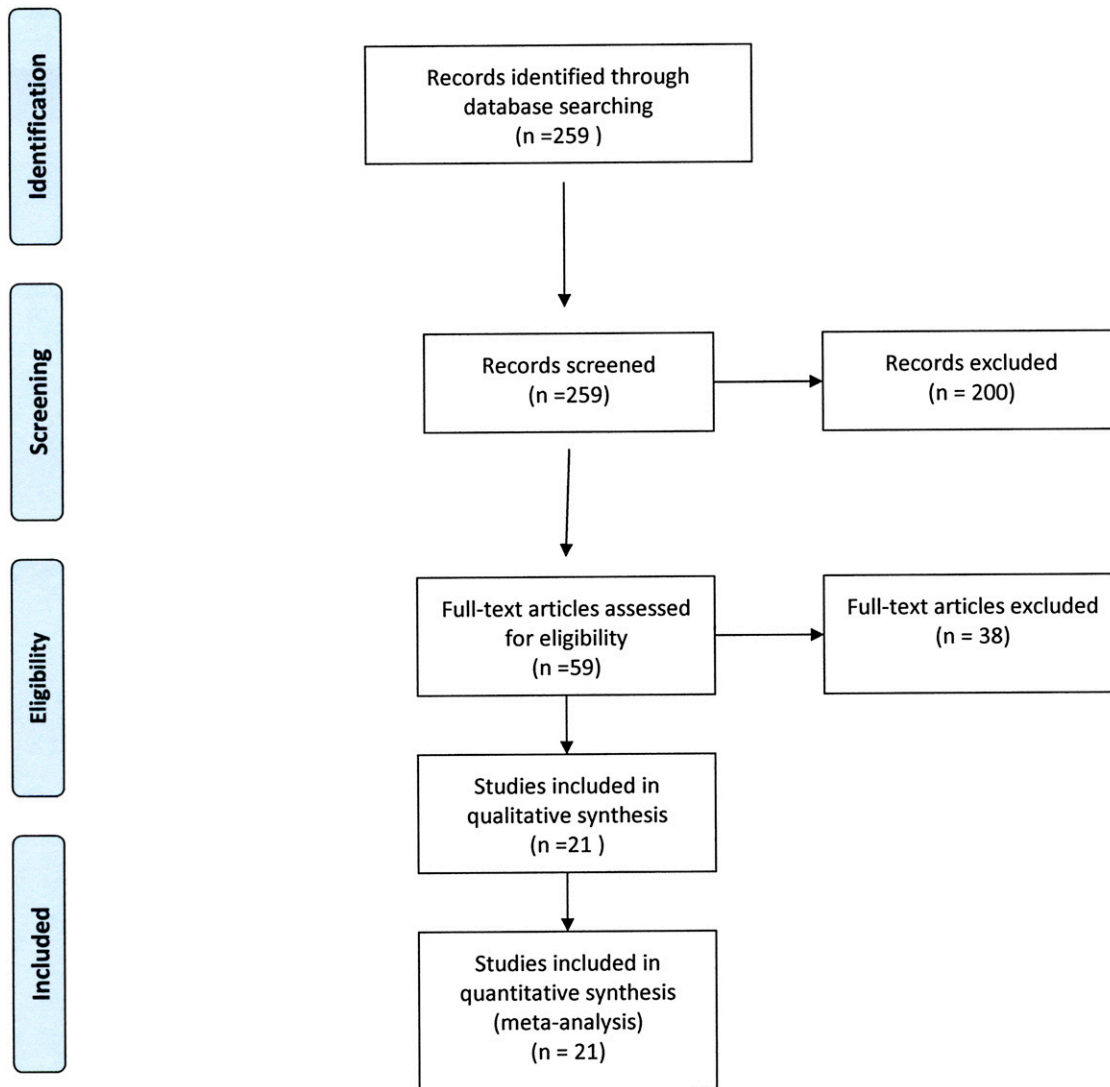 Identification
Records identified through
database searching
(n =259 )
Screening
Records screened
(n =259)
Records excluded
(n = 200)
Eligibility
Full-text articles assessed
for eligibility
(n =59)
Full-text articles excluded
(n = 38)
Studies included in
qualitative synthesis
(n =21 )
Included
Studies included in
quantitative synthesis
(meta-analysis)
(n = 21)